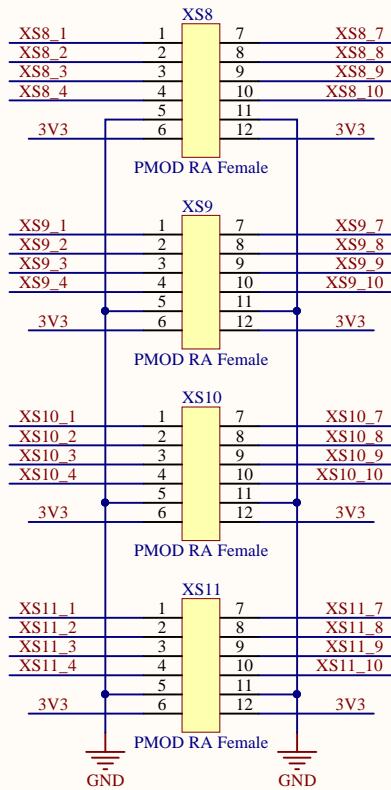 XS8
XS8_1 1 7 XS8_7
XS8_2 2 8 XS8_8
XS8_3 3 9 XS8_9
XS8_4 4 10 XS8_10
5 11
3V3 6 12 3V3
PMOD RA Female
XS9
XS9_1 1 7 XS9_7
XS9_2 2 8 XS9_8
XS9_3 3 9 XS9_9
XS9_4 4 10 XS9_10
5 11
3V3 6 12 3V3
PMOD RA Female
XS10
XS10_1 1 7 XS10_7
XS10_2 2 8 XS10_8
XS10_3 3 9 XS10_9
XS10_4 4 10 XS10_10
5 11
3V3 6 12 3V3
PMOD RA Female
XS11
XS11_1 1 7 XS11_7
XS11_2 2 8 XS11_8
XS11_3 3 9 XS11_9
XS11_4 4 10 XS11_10
5 11
3V3 6 12 3V3
PMOD RA Female
GND GND